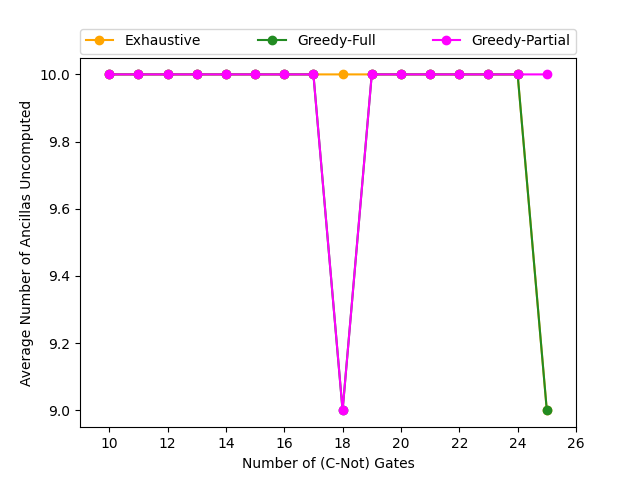 Exhaustive Greedy-Full Greedy-Partial
Average Number of Ancillas Uncomputed
10.0
9.8
9.6
9.4
9.2
9.0
10 12 14 16 18 20 22 24 26
Number of (C-Not) Gates